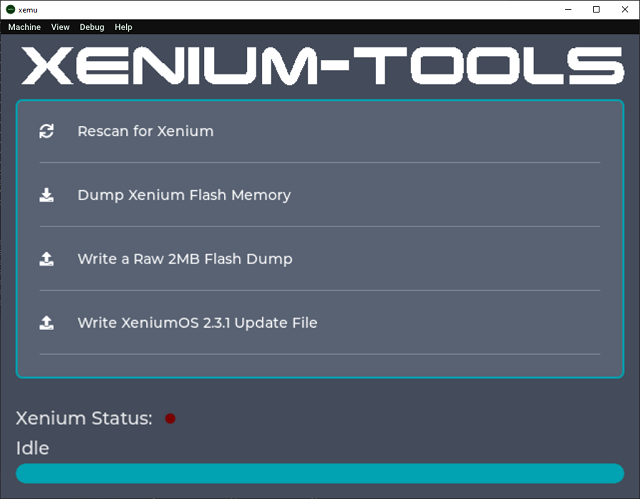 xemu
Machine View Debug Help
XENIUM-TOOLS
Rescan for Xenium
Dump Xenium Flash Memory
Write a Raw 2MB Flash Dump
Write XeniumOS 2.3.1 Update File
Xenium Status:
Idle